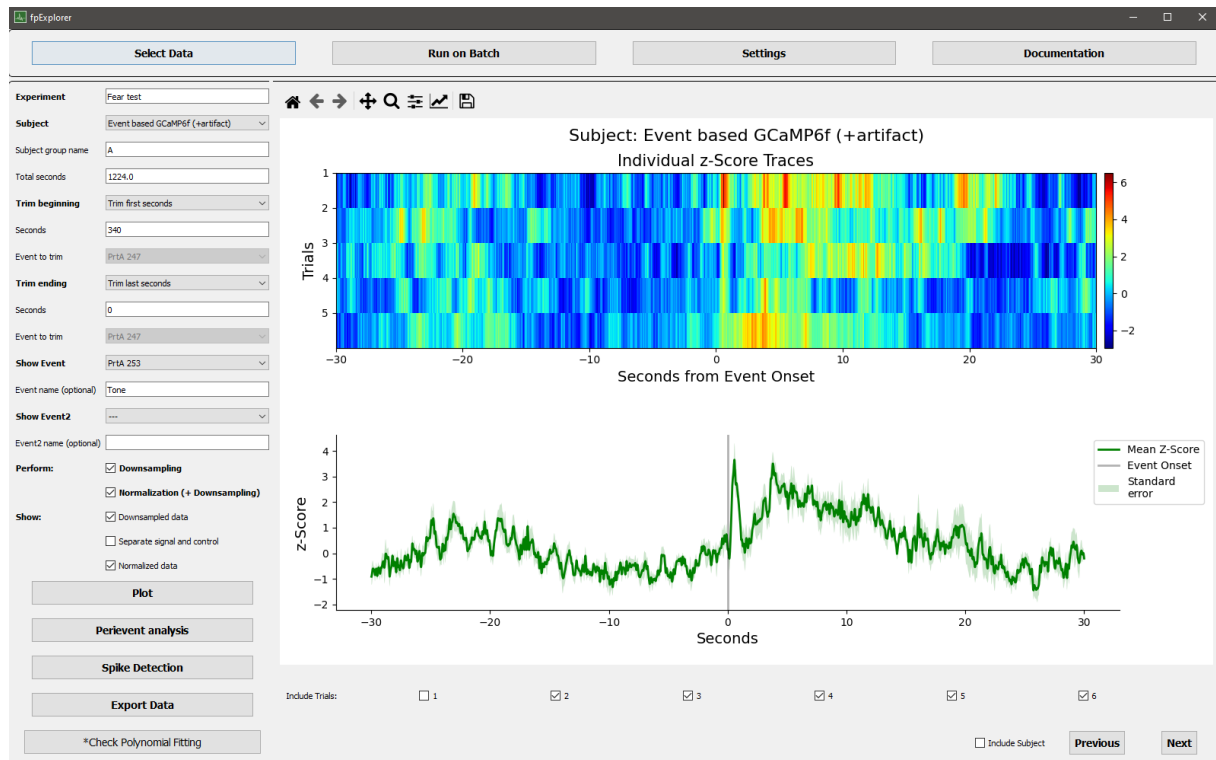 fpExplorer
Select Data
Run on Batch
Settings
Documentation
Experiment
Fear test
Subject
Event based GCaMP6f (+artifact)
Subject group name
A
Total seconds
1224.0
Trim beginning
Trim first seconds
Seconds
340
Event to trim
PrtA 247
Trim ending
Trim last seconds
Seconds
0
Event to trim
PrtA 247
Show Event
PrtA 253
Event name (optional)
Tone
Show Event2
---
Event2 name (optional)
Perform:
Downsampling
Normalization (+ Downsampling)
Show:
Downsampled data
Separate signal and control
Normalized data
Plot
Perievent analysis
Spike Detection
Export Data
*Check Polynomial Fitting
Subject: Event based GCaMP6f (+artifact)
Individual z-Score Traces
Trials
1
2
3
4
5
−30 −20 −10 0 10 20 30
Seconds from Event Onset
6
4
2
0
−2
z-Score
4
3
2
1
0
−1
−2
−30 −20 −10 0 10 20 30
Seconds
Mean Z-Score
Event Onset
Standard
error
Include Trials: 1 2 3 4 5 6
Include Subject
Previous
Next